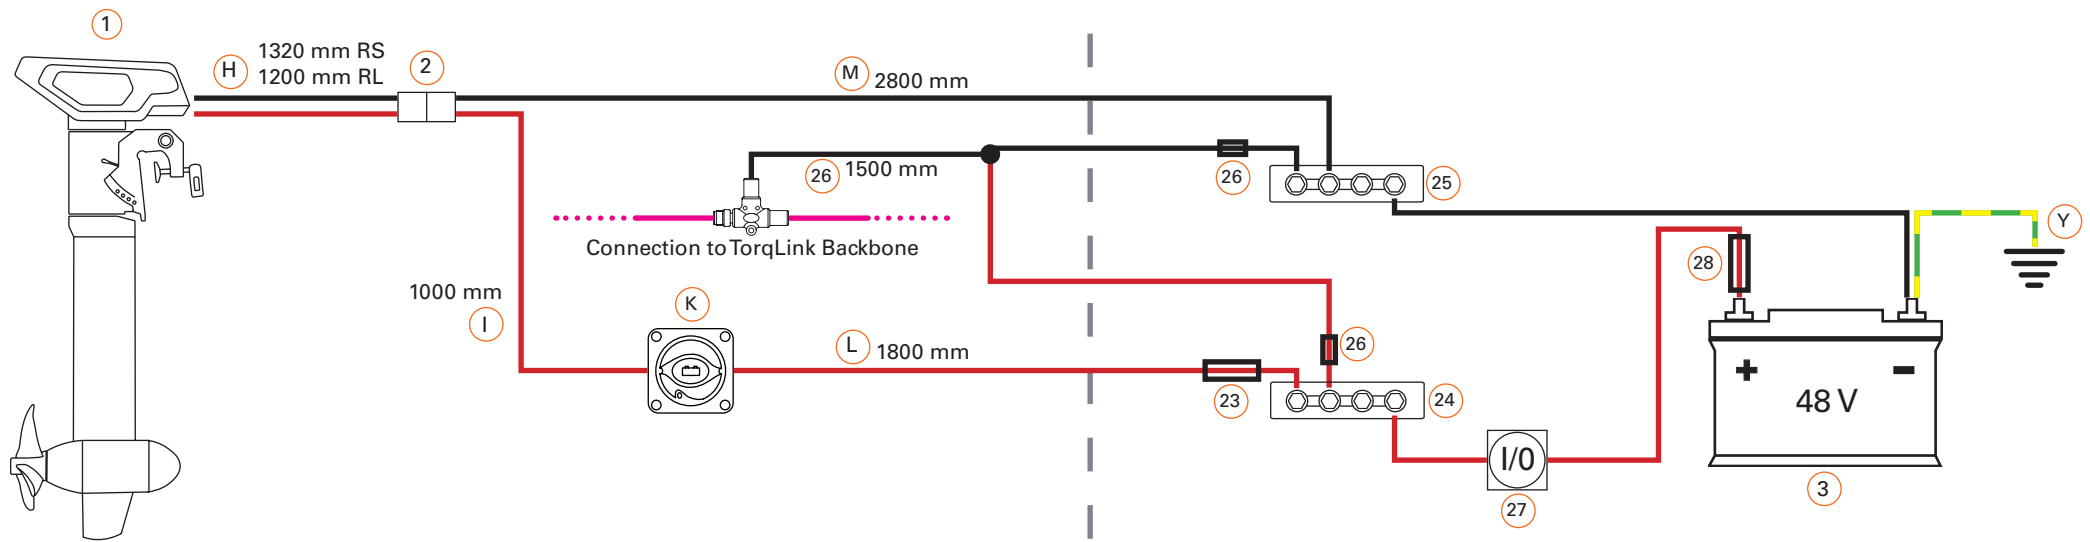 1
H
1320 mm RS
1200 mm RL
2
M
2800 mm
26
1500 mm
26
25
Y
Connection to TorqLink Backbone
28
1000 mm
I
K
L
1800 mm
26
23
24
+
-
48 V
I/0
27
3